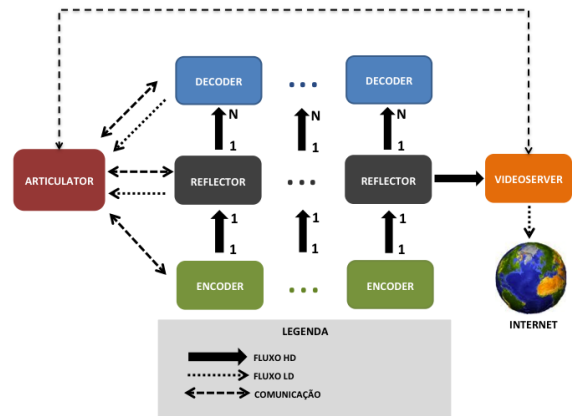 DECODER
DECODER
N
N
N
1
1
1
ARTICULATOR
REFLECTOR
REFLECTOR
VIDEOSERVER
1
1
1
1
1
1
ENCODER
ENCODER
INTERNET
LEGENDA
FLUXO HD
FLUXO LD
COMUNICAÇÃO